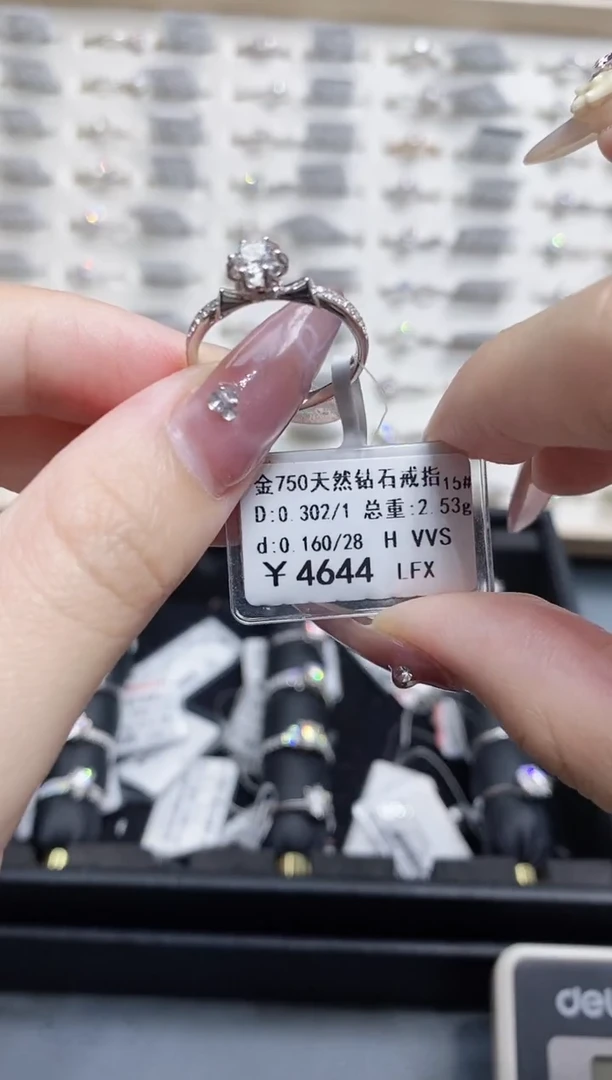 金750天然钻石戒指15#
D:0.302/1 总重:2.53g
d:0.160/28 H VVS
￥4644 LFX